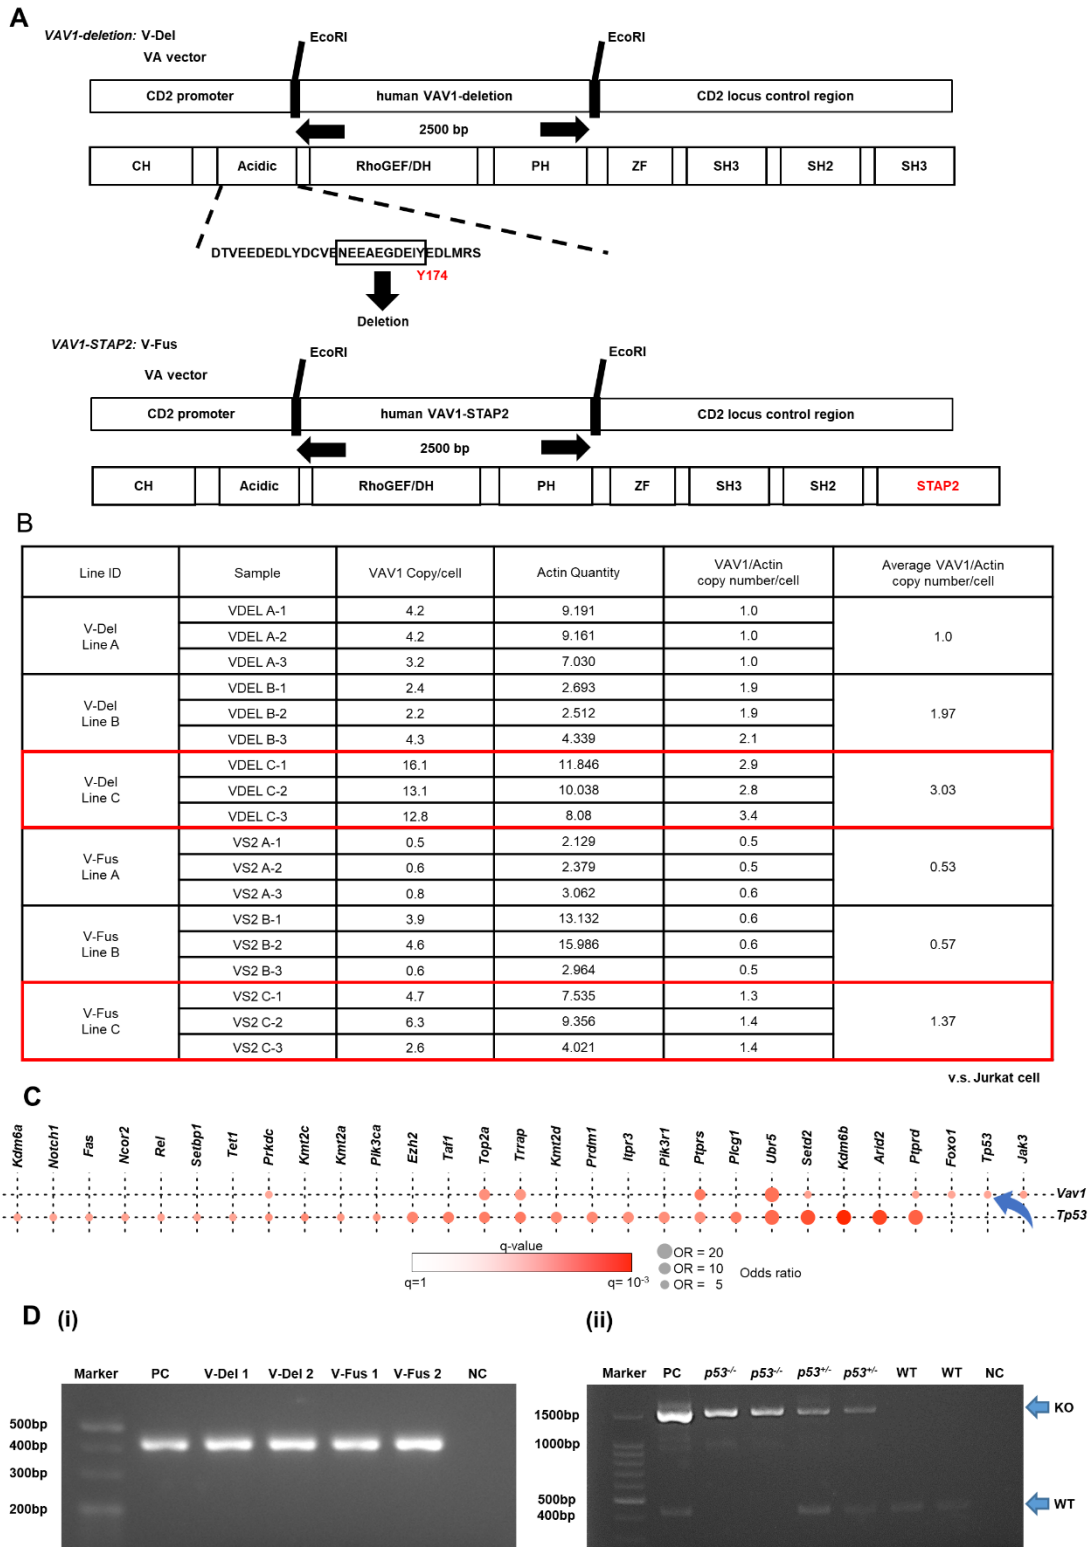 A
VAV1-deletion: V-Del
VA vector
EcoRI
EcoRI
CD2 promoter
human VAV1-deletion
CD2 locus control region
2500 bp
CH
Acidic
RhoGEF/DH
PH
ZF
SH3
SH2
SH3
DTVEEDEDLYDCVENEEAEGDEIYEDLMRS
Y174
Deletion
VAV1-STAP2: V-Fus
VA vector
EcoRI
EcoRI
CD2 promoter
human VAV1-STAP2
CD2 locus control region
2500 bp
CH
Acidic
RhoGEF/DH
PH
ZF
SH3
SH2
STAP2
B
Line ID Sample VAV1 Copy/cell Actin Quantity VAV1/Actin copy number/cell Average VAV1/Actin copy number/cell
V-Del Line A
VDEL A-1 4.2 9.191 1.0
VDEL A-2 4.2 9.161 1.0
VDEL A-3 3.2 7.030 1.0
1.0
V-Del Line B
VDEL B-1 2.4 2.693 1.9
VDEL B-2 2.2 2.512 1.9
VDEL B-3 4.3 4.339 2.1
1.97
V-Del Line C
VDEL C-1 16.1 11.846 2.9
VDEL C-2 13.1 10.038 2.8
VDEL C-3 12.8 8.08 3.4
3.03
V-Fus Line A
VS2 A-1 0.5 2.129 0.5
VS2 A-2 0.6 2.379 0.5
VS2 A-3 0.8 3.062 0.6
0.53
V-Fus Line B
VS2 B-1 3.9 13.132 0.6
VS2 B-2 4.6 15.986 0.6
VS2 B-3 0.6 2.964 0.5
0.57
V-Fus Line C
VS2 C-1 4.7 7.535 1.3
VS2 C-2 6.3 9.356 1.4
VS2 C-3 2.6 4.021 1.4
1.37
v.s. Jurkat cell
C
Kdm6a
Notch1
Fas
Ncor2
Rel
Setbp1
Tet1
Prkdc
Kmt2c
Kmt2a
Pik3ca
Ezh2
Taf1
Top2a
Trrap
Kmt2d
Prdm1
Itpr3
Pik3r1
Ptprs
Plcg1
Ubr5
Setd2
Kdm6b
Arid2
Ptprd
Foxo1
Tp53
Jak3
Vav1
Tp53
q-value
q=1
q= 10-3
OR = 20
OR = 10
OR = 5
Odds ratio
D (i)
Marker PC V-Del 1 V-Del 2 V-Fus 1 V-Fus 2 NC
500bp
400bp
300bp
200bp
(ii)
Marker PC p53-/- p53-/- p53+/- p53+/- WT WT NC
1500bp
1000bp
500bp
400bp
KO
WT